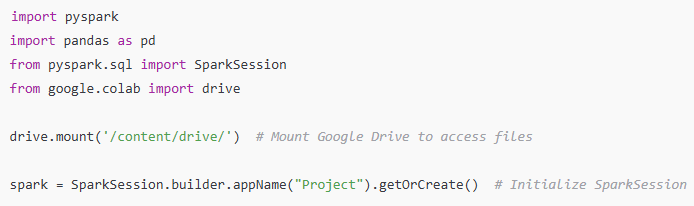 import pyspark
import pandas as pd
from pyspark.sql import SparkSession
from google.colab import drive
drive.mount('/content/drive/')  # Mount Google Drive to access files
spark = SparkSession.builder.appName("Project").getOrCreate()  # Initialize SparkSession